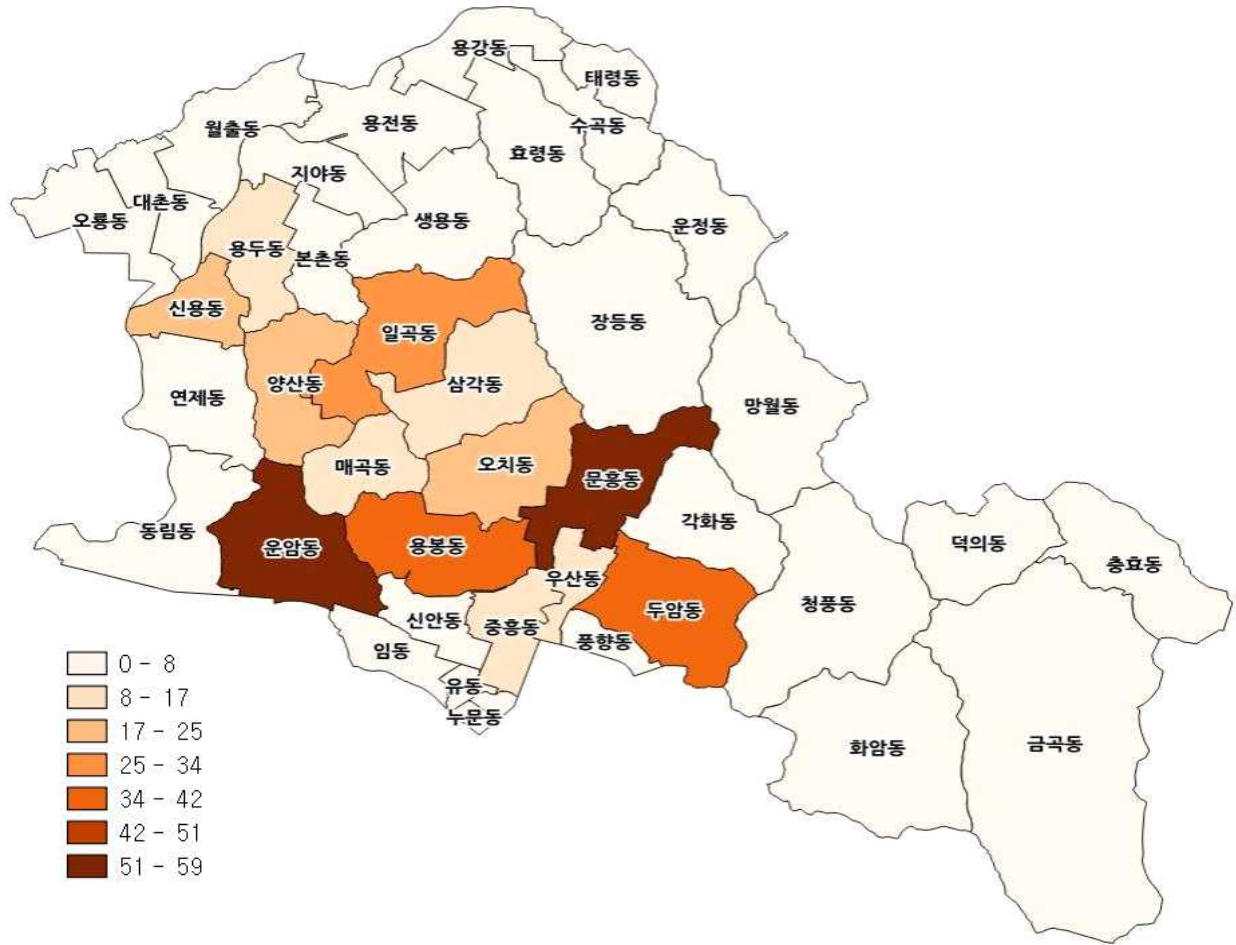 용강동
태령동
수곡동
월출동
용전동
효령동
지야동
대촌동
오룡동
생용동
운정동
용두동
본촌동
신용동
일곡동
장등동
양산동
삼각동
연제동
망월동
매곡동
오치동
문흥동
동림동
운암동
용봉동
각화동
덕의동
충효동
우산동
두암동
청풍동
신안동
중흥동
풍향동
임동
유동
누문동
화암동
금곡동
0 - 8
8 - 17
17 - 25
25 - 34
34 - 42
42 - 51
51 - 59